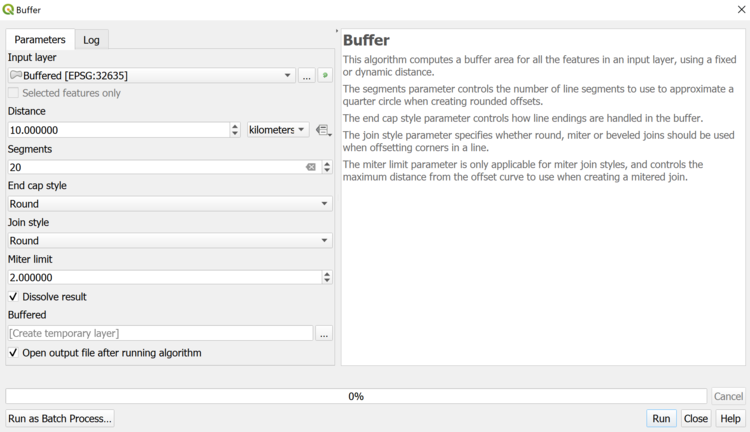 Buffer
Parameters
Log
Input layer
Buffered [EPSG:32635]
...
Selected features only
Distance
10.000000
kilometers
Segments
20
End cap style
Round
Join style
Round
Miter limit
2.000000
Dissolve result
Buffered
[Create temporary layer]
...
Open output file after running algorithm
Buffer
This algorithm computes a buffer area for all the features in an input layer, using a fixed
or dynamic distance.
The segments parameter controls the number of line segments to use to approximate a
quarter circle when creating rounded offsets.
The end cap style parameter controls how line endings are handled in the buffer.
The join style parameter specifies whether round, miter or beveled joins should be used
when offsetting corners in a line.
The miter limit parameter is only applicable for miter join styles, and controls the
maximum distance from the offset curve to use when creating a mitered join.
0%
Cancel
Run as Batch Process...
Run
Close
Help